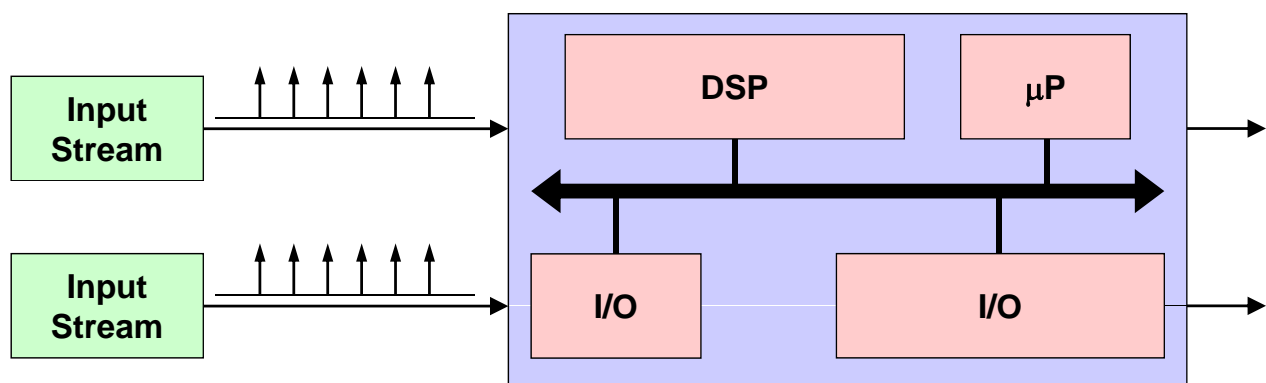 DSP
μP
Input
Stream
Input
Stream
I/O
I/O